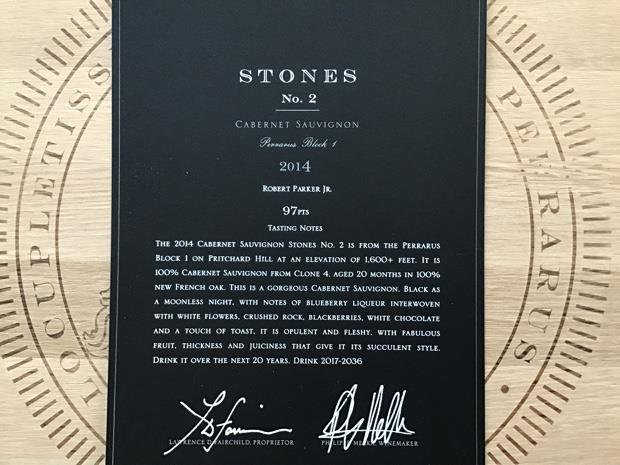 STONES
No. 2
CABERNET SAUVIGNON
Perrarus Block 1
2014
ROBERT PARKER JR.
97PTS
TASTING NOTES
THE 2014 CABERNET SAUVIGNON STONES NO. 2 IS FROM THE PERRARUS
BLOCK 1 ON PRITCHARD HILL AT AN ELEVATION OF 1,600+ FEET. IT IS
100% CABERNET SAUVIGNON FROM CLONE 4, AGED 20 MONTHS IN 100%
NEW FRENCH OAK. THIS IS A GORGEOUS CABERNET SAUVIGNON. BLACK AS
A MOONLESS NIGHT, WITH NOTES OF BLUEBERRY LIQUEUR INTERWOVEN
WITH WHITE FLOWERS, CRUSHED ROCK, BLACKBERRIES, WHITE CHOCOLATE
AND A TOUCH OF TOAST, IT IS OPULENT AND FLESHY, WITH FABULOUS
FRUIT, THICKNESS AND JUICINESS THAT GIVE IT ITS SUCCULENT STYLE.
DRINK IT OVER THE NEXT 20 YEARS. DRINK 2017-2036
LAWRENCE D FAIRCHILD, PROPRIETOR
WINEMAKER
LOCUPLETISS
PERRARUS